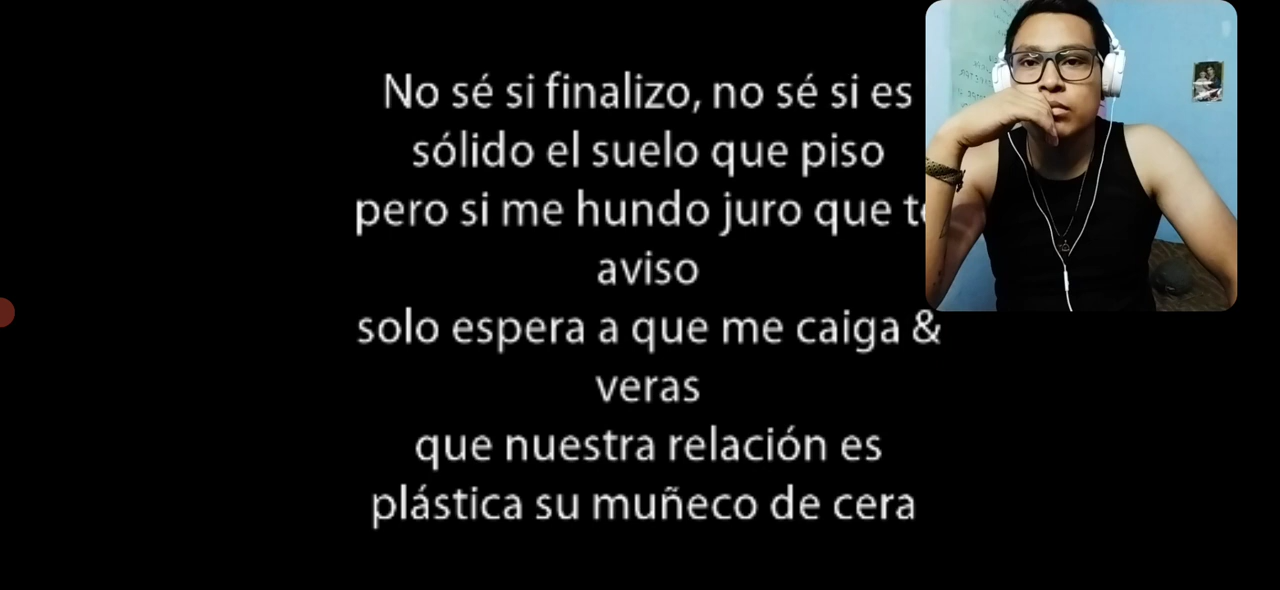 No sé si finalizo, no sé si es
sólido el suelo que piso
pero si me hundo juro que
aviso
solo espera a que me caiga &
veras
que nuestra relación es
plástica su muñeco de cera